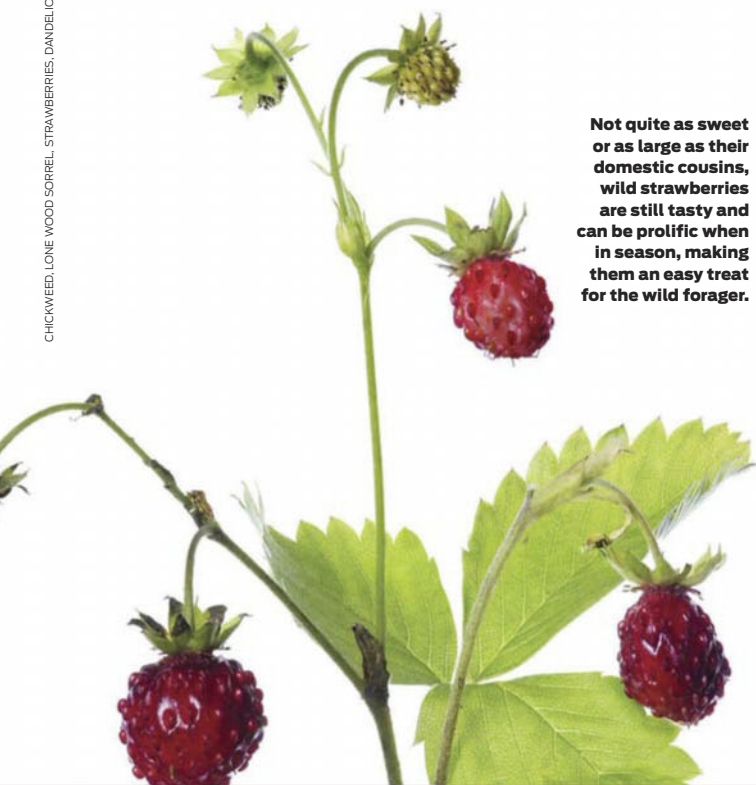 CHICKWEED, LONE WOOD SORREL, STRAWBERRIES,
Not quite as sweet
or as large as their
domestic cousins,
wild strawberries
are still tasty and
can be prolific when
in season, making
them an easy treat
for the wild forager.